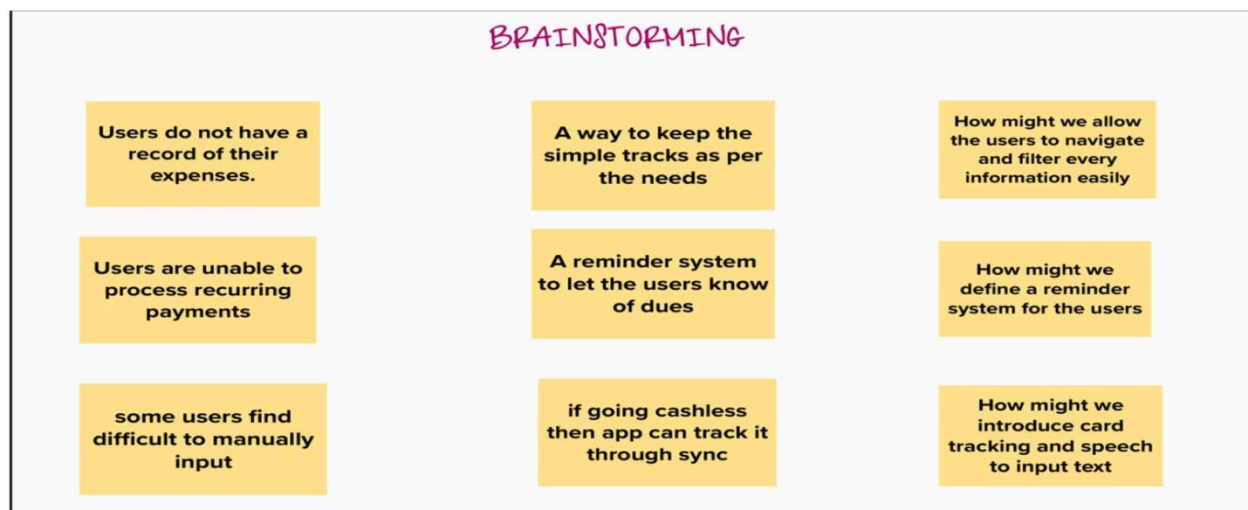 BRAINSTORMING
Users do not have a
record of their
expenses.
A way to keep the
simple tracks as per
the needs
How might we allow
the users to navigate
and filter every
information easily
Users are unable to
process recurring
payments
A reminder system
to let the users know
of dues
How might we
define a reminder
system for the users
some users find
difficult to manually
input
if going cashless
then app can track it
through sync
How might we
introduce card
tracking and speech
to input text